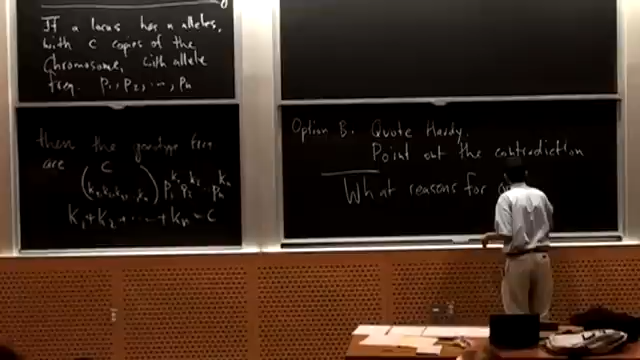 If a locus has n alleles,
with c copies of the
chromosome, with allele
freq. p₁, p₂, ..., pₙ
then the genotype freq
are
c
(k₁, k₂, k₃, ..., kₙ) p₁^k₁ p₂^k₂ ... pₙ^kₙ
k₁ + k₂ + ... + kₙ = c
Option B. Quote Hardy.
Point out the contradiction
What reasons for